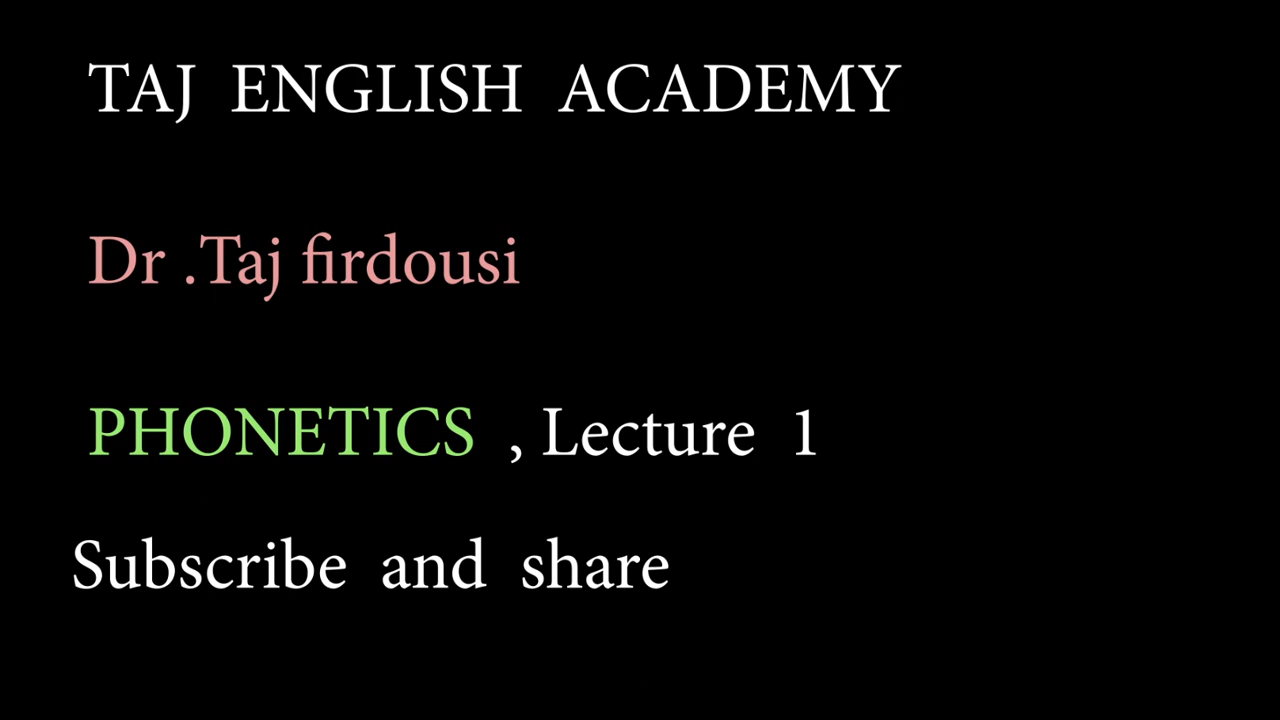 TAJ ENGLISH ACADEMY
Dr .Taj firdousi
PHONETICS , Lecture 1
Subscribe and share